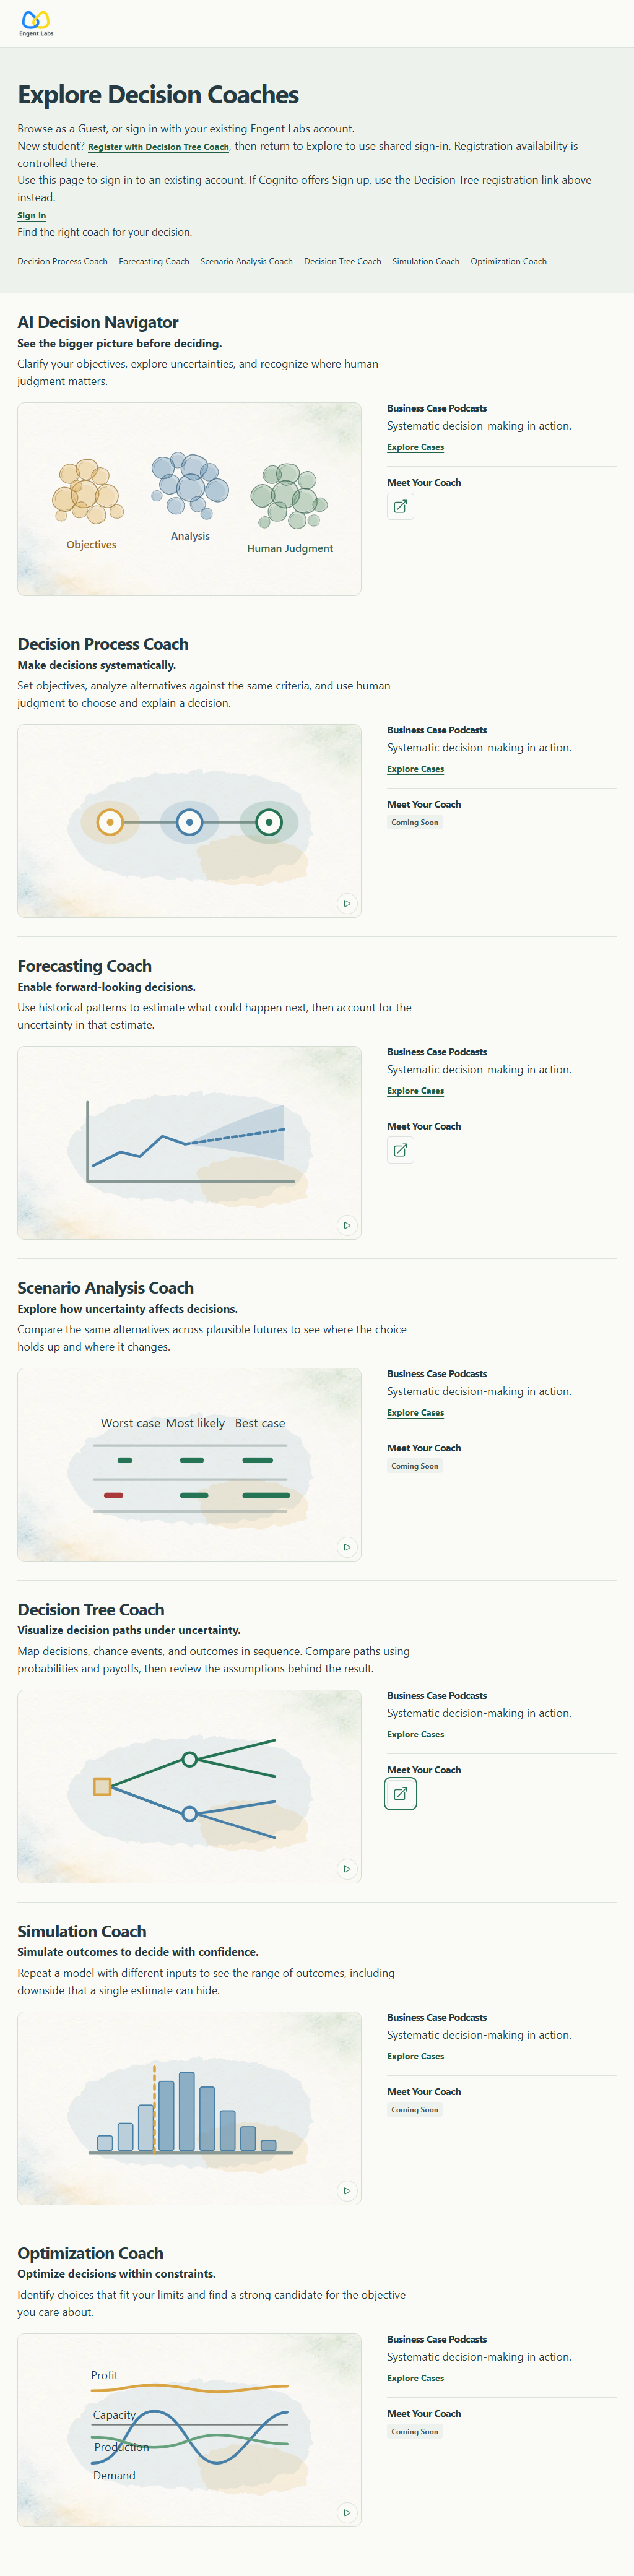 Engent Labs
Explore Decision Coaches
Browse as a Guest, or sign in with your existing Engent Labs account.
New student? Register with Decision Tree Coach, then return to Explore to use shared sign-in. Registration availability is
controlled there.
Use this page to sign in to an existing account. If Cognito offers Sign up, use the Decision Tree registration link above
instead.
Sign in
Find the right coach for your decision.
Decision Process Coach Forecasting Coach Scenario Analysis Coach Decision Tree Coach Simulation Coach Optimization Coach
AI Decision Navigator
See the bigger picture before deciding.
Clarify your objectives, explore uncertainties, and recognize where human
judgment matters.
Objectives
Analysis
Human Judgment
Business Case Podcasts
Systematic decision-making in action.
Explore Cases
Meet Your Coach
Decision Process Coach
Make decisions systematically.
Set objectives, analyze alternatives against the same criteria, and use human
judgment to choose and explain a decision.
Business Case Podcasts
Systematic decision-making in action.
Explore Cases
Meet Your Coach
Coming Soon
Forecasting Coach
Enable forward-looking decisions.
Use historical patterns to estimate what could happen next, then account for the
uncertainty in that estimate.
Business Case Podcasts
Systematic decision-making in action.
Explore Cases
Meet Your Coach
Scenario Analysis Coach
Explore how uncertainty affects decisions.
Compare the same alternatives across plausible futures to see where the choice
holds up and where it changes.
Worst case Most likely Best case
Business Case Podcasts
Systematic decision-making in action.
Explore Cases
Meet Your Coach
Coming Soon
Decision Tree Coach
Visualize decision paths under uncertainty.
Map decisions, chance events, and outcomes in sequence. Compare paths using
probabilities and payoffs, then review the assumptions behind the result.
Business Case Podcasts
Systematic decision-making in action.
Explore Cases
Meet Your Coach
Simulation Coach
Simulate outcomes to decide with confidence.
Repeat a model with different inputs to see the range of outcomes, including
downside that a single estimate can hide.
Business Case Podcasts
Systematic decision-making in action.
Explore Cases
Meet Your Coach
Coming Soon
Optimization Coach
Optimize decisions within constraints.
Identify choices that fit your limits and find a strong candidate for the objective
you care about.
Profit
Capacity
Production
Demand
Business Case Podcasts
Systematic decision-making in action.
Explore Cases
Meet Your Coach
Coming Soon